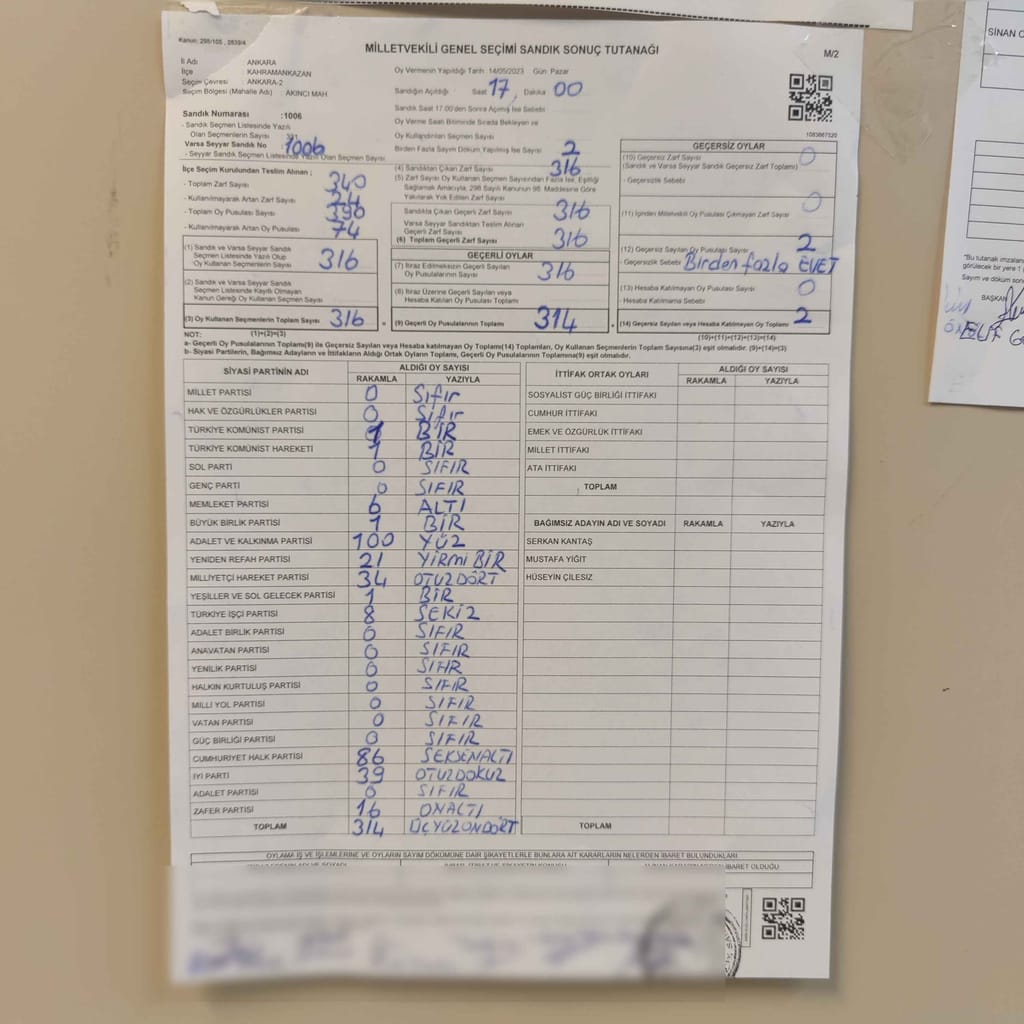 Kanun: 298/105 , 2839/4
MİLLETVEKİLİ GENEL SEÇİMİ SANDIK SONUÇ TUTANAĞI
M/2
İl Adı : ANKARA
İlçe : KAHRAMANKAZAN
Seçim Çevresi : ANKARA-2
Seçim Bölgesi (Mahalle Adı) : AKINCI MAH
Oy Vermenin Yapıldığı Tarih :14/05/2023 Gün: Pazar
Sandığın Açıldığı Saat 17, Dakika 00
Sandık Saat 17.00'den Sonra Açılmış İse Sebebi
Oy Verme Saati Bitiminde Sırada Bekleyen ve
Oy Kullandırılan Seçmen Sayısı
Birden Fazla Sayım Döküm Yapılmış İse Sayısı 2
1083867520
Sandık Numarası :1006
- Sandık Seçmen Listesinde Yazılı
Olan Seçmenlerin Sayısı
Varsa Seyyar Sandık No 1006
- Seyyar Sandık Seçmen Listesinde Yazılı Olan Seçmen Sayısı
İlçe Seçim Kurulundan Teslim Alınan ;
- Toplam Zarf Sayısı 340
- Kullanılmayarak Artan Zarf Sayısı 24
- Toplam Oy Pusulası Sayısı 390
- Kullanılmayarak Artan Oy Pusulası 74
(1) Sandık ve Varsa Seyyar Sandık
Seçmen Listesinde Yazılı Olup
Oy Kullanan Seçmenlerin Sayısı 316
(2) Sandık ve Varsa Seyyar Sandık
Seçmen Listesinde Kayıtlı Olmayan
Kanun Gereği Oy Kullanan Seçmen Sayısı
(3) Oy Kullanan Seçmenlerin Toplam Sayısı 316
(1)+(2)=(3)
(4) Sandıktan Çıkan Zarf Sayısı 316
(5) Zarf Sayısı Oy Kullanan Seçmen Sayısından Fazla İse, Eşitliği
Sağlamak Amacıyla, 298 Sayılı Kanunun 98. Maddesine Göre
Yakılarak Yok Edilen Zarf Sayısı
Sandıkta Çıkan Geçerli Zarf Sayısı 316
Varsa Seyyar Sandıktan Teslim Alınan
Geçerli Zarf Sayısı
(6) Toplam Geçerli Zarf Sayısı 316
GEÇERLİ OYLAR
(7) İtiraz Edilmeksizin Geçerli Sayılan
Oy Pusulalarının Sayısı 316
(8) İtiraz Üzerine Geçerli Sayılan veya
Hesaba Katılan Oy Pusulası Toplamı
(9) Geçerli Oy Pusulalarının Toplamı 314
GEÇERSİZ OYLAR
(10) Geçersiz Zarf Sayısı 0
(Sandık ve Varsa Seyyar Sandık Geçersiz Zarf Toplamı)
- Geçersizlik Sebebi
(11) İçinden Milletvekili Oy Pusulası Çıkmayan Zarf Sayısı 0
(12) Geçersiz Sayılan Oy Pusulası Sayısı 2
- Geçersizlik Sebebi Birden fazla EVET
(13) Hesaba Katılmayan Oy Pusulası Sayısı 0
- Hesaba Katılmama Sebebi
(14) Geçersiz Sayılan veya Hesaba Katılmayan Oy Toplamı 2
(10)+(11)+(12)+(13)=(14)
NOT:
a- Geçerli Oy Pusulalarının Toplamı(9) ile Geçersiz Sayılan veya Hesaba Katılmayan Oy Toplamı(14) Toplamları, Oy Kullanan Seçmenlerin Toplam Sayısına(3) eşit olmalıdır. (9)+(14)=(3)
b- Siyasi Partilerin, Bağımsız Adayların ve İttifakların Aldığı Ortak Oyların Toplamı, Geçerli Oy Pusulalarının Toplamına(9) eşit olmalıdır.
SİYASİ PARTİNİN ADI ALDIĞI OY SAYISI
RAKAMLA YAZIYLA
MİLLET PARTİSİ 0 Sıfır
HAK VE ÖZGÜRLÜKLER PARTİSİ 0 Sıfır
TÜRKİYE KOMÜNİST PARTİSİ 1 BİR
TÜRKİYE KOMÜNİST HAREKETİ 1 BİR
SOL PARTİ 0 SIFIR
GENÇ PARTİ 0 SIFIR
MEMLEKET PARTİSİ 6 ALTI
BÜYÜK BİRLİK PARTİSİ 1 BİR
ADALET VE KALKINMA PARTİSİ 100 YÜZ
YENİDEN REFAH PARTİSİ 21 YİRMİ BİR
MİLLİYETÇİ HAREKET PARTİSİ 34 OTUZ DÖRT
YEŞİLLER VE SOL GELECEK PARTİSİ 1 BİR
TÜRKİYE İŞÇİ PARTİSİ 8 SEKİZ
ADALET BİRLİK PARTİSİ 0 SIFIR
ANAVATAN PARTİSİ 0 SIFIR
YENİLİK PARTİSİ 0 SIFIR
HALKIN KURTULUŞ PARTİSİ 0 SIFIR
MİLLİ YOL PARTİSİ 0 SIFIR
VATAN PARTİSİ 0 SIFIR
GÜÇ BİRLİĞİ PARTİSİ 0 SIFIR
CUMHURİYET HALK PARTİSİ 86 SEKSENALTI
İYİ PARTİ 39 OTUZDOKUZ
ADALET PARTİSİ 0 SIFIR
ZAFER PARTİSİ 16 ONALTI
TOPLAM 314 ÜÇYÜZONDÖRT
İTTİFAK ORTAK OYLARI ALDIĞI OY SAYISI
RAKAMLA YAZIYLA
SOSYALİST GÜÇ BİRLİĞİ İTTİFAKI
CUMHUR İTTİFAKI
EMEK VE ÖZGÜRLÜK İTTİFAKI
MİLLET İTTİFAKI
ATA İTTİFAKI
TOPLAM
BAĞIMSIZ ADAYIN ADI VE SOYADI RAKAMLA YAZIYLA
SERKAN KANTAŞ
MUSTAFA YİĞİT
HÜSEYİN ÇİLESİZ
TOPLAM
OYLAMA İŞ VE İŞLEMLERİNE VE OYLARIN SAYIM DÖKÜMÜNE DAİR ŞİKAYETLERLE BUNLARA AİT KARARLARIN NELERDEN İBARET BULUNDUKLARI
SİNAN
"Bu tutanak
görülecek bir yere
Sayım ve döküm
BAŞKAN
ELİF